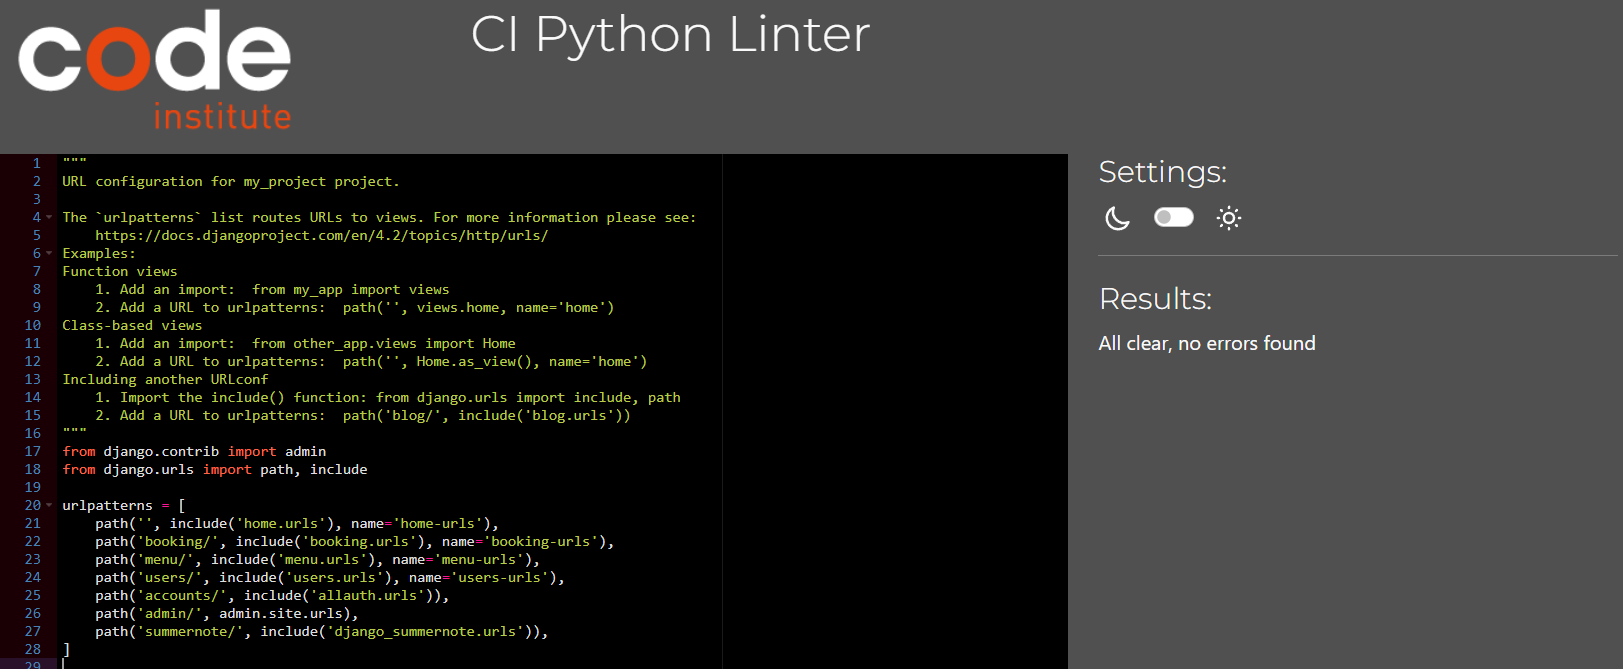 code
institute
CI Python Linter
1 """
2 URL configuration for my_project project.
3
4 The `urlpatterns` list routes URLs to views. For more information please see:
5     https://docs.djangoproject.com/en/4.2/topics/http/urls/
6 Examples:
7 Function views
8     1. Add an import:  from my_app import views
9     2. Add a URL to urlpatterns:  path('', views.home, name='home')
10 Class-based views
11     1. Add an import:  from other_app.views import Home
12     2. Add a URL to urlpatterns:  path('', Home.as_view(), name='home')
13 Including another URLconf
14     1. Import the include() function: from django.urls import include, path
15     2. Add a URL to urlpatterns:  path('blog/', include('blog.urls'))
16 """
17 from django.contrib import admin
18 from django.urls import path, include
19
20 urlpatterns = [
21     path('', include('home.urls'), name='home-urls'),
22     path('booking/', include('booking.urls'), name='booking-urls'),
23     path('menu/', include('menu.urls'), name='menu-urls'),
24     path('users/', include('users.urls'), name='users-urls'),
25     path('accounts/', include('allauth.urls')),
26     path('admin/', admin.site.urls),
27     path('summernote/', include('django_summernote.urls')),
28 ]
29
Settings:
Results:
All clear, no errors found